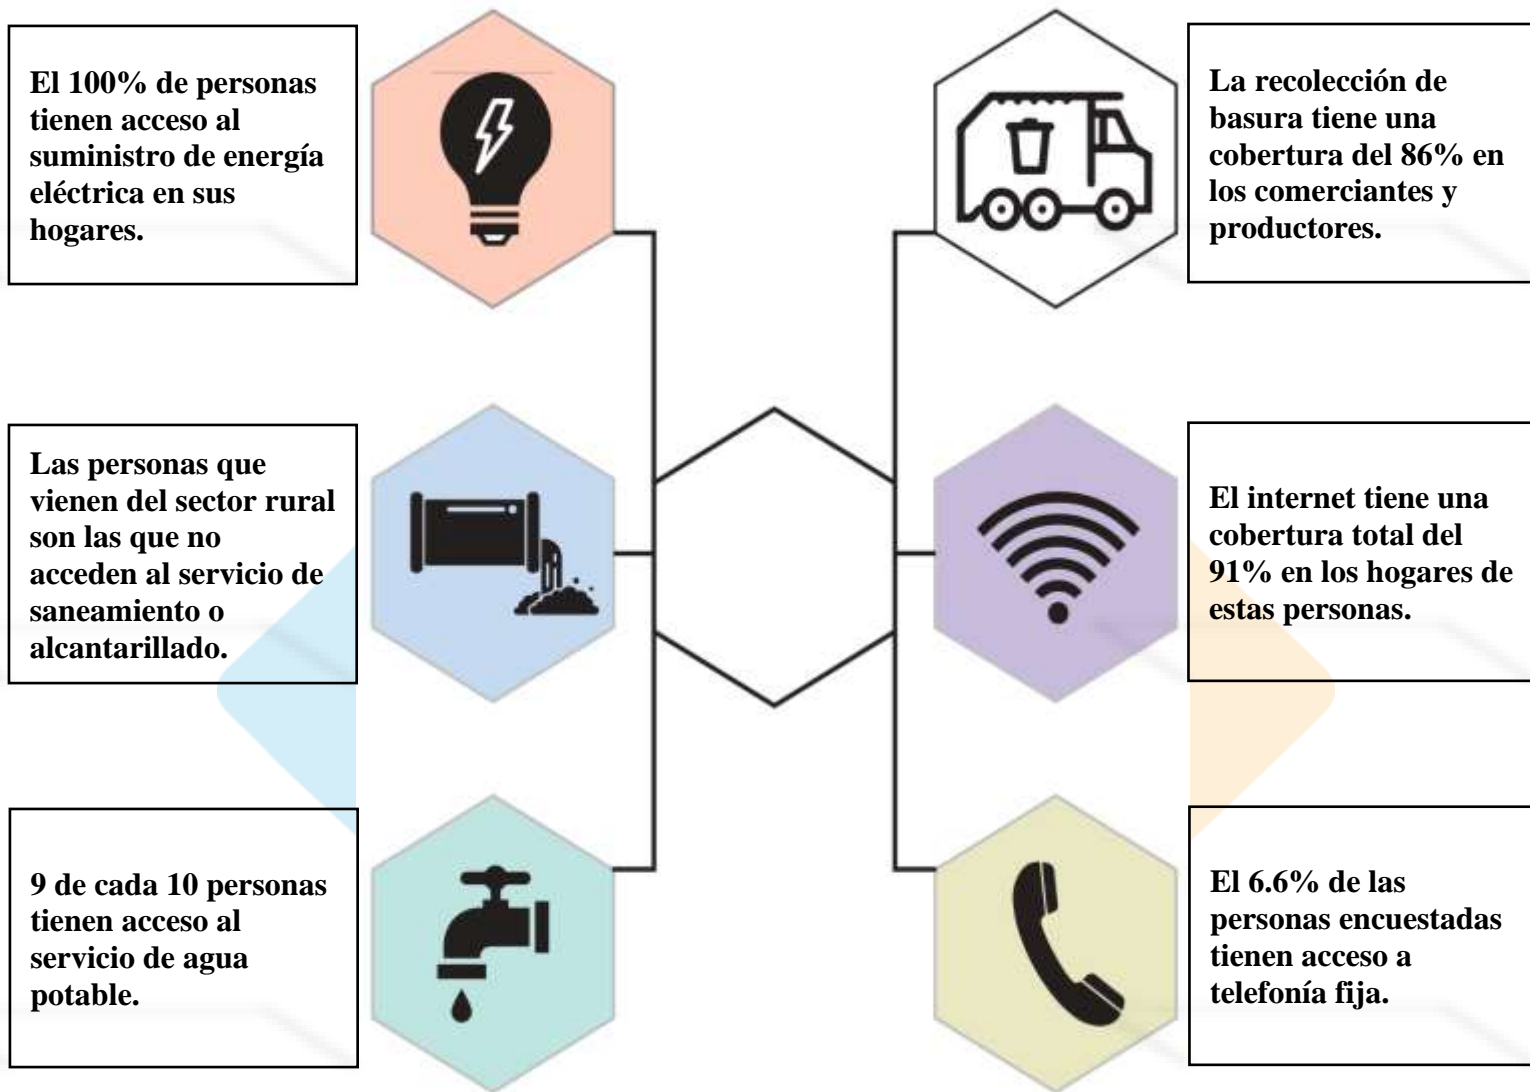 El 100% de personas
tienen acceso al
suministro de energía
eléctrica en sus
hogares.
La recolección de
basura tiene una
cobertura del 86% en
los comerciantes y
productores.
Las personas que
vienen del sector rural
son las que no
acceden al servicio de
saneamiento o
alcantarillado.
El internet tiene una
cobertura total del
91% en los hogares de
estas personas.
9 de cada 10 personas
tienen acceso al
servicio de agua
potable.
El 6.6% de las
personas encuestadas
tienen acceso a
telefonía fija.